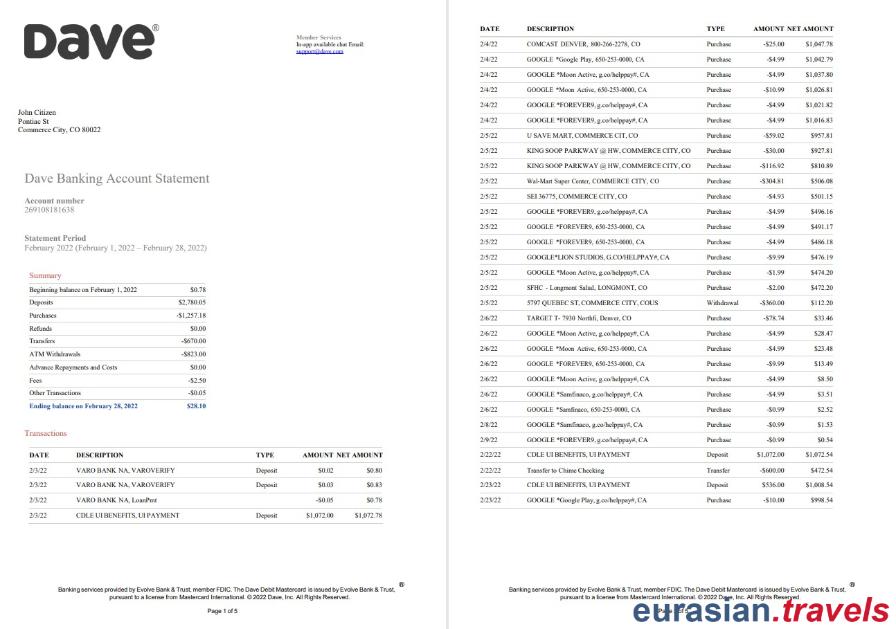 Dave®
Member Services
In-app available chat Email:
support@dave.com
John Citizen
Pontiac St
Commerce City, CO 80022
Dave Banking Account Statement
Account number
269108181638
Statement Period
February 2022 (February 1, 2022 – February 28, 2022)
Summary
Beginning balance on February 1, 2022 $0.78
Deposits $2,780.05
Purchases -$1,257.18
Refunds $0.00
Transfers -$670.00
ATM Withdrawals -$823.00
Advance Repayments and Costs $0.00
Fees -$2.50
Other Transactions -$0.05
Ending balance on February 28, 2022 $28.10
Transactions
DATE DESCRIPTION TYPE AMOUNT NET AMOUNT
2/3/22 VARO BANK NA, VAROVERIFY Deposit $0.02 $0.80
2/3/22 VARO BANK NA, VAROVERIFY Deposit $0.03 $0.83
2/3/22 VARO BANK NA, LoanPmt -$0.05 $0.78
2/3/22 CDLE UI BENEFITS, UI PAYMENT Deposit $1,072.00 $1,072.78
®
Banking services provided by Evolve Bank & Trust, member FDIC. The Dave Debit Mastercard is issued by Evolve Bank & Trust,
pursuant to a license from Mastercard International. © 2022 Dave, Inc. All Rights Reserved.
Page 1 of 5
DATE DESCRIPTION TYPE AMOUNT NET AMOUNT
2/4/22 COMCAST DENVER, 800-266-2278, CO Purchase -$25.00 $1,047.78
2/4/22 GOOGLE *Google Play, 650-253-0000, CA Purchase -$4.99 $1,042.79
2/4/22 GOOGLE *Moon Active, g.co/helppay#, CA Purchase -$4.99 $1,037.80
2/4/22 GOOGLE *Moon Active, 650-253-0000, CA Purchase -$10.99 $1,026.81
2/4/22 GOOGLE *FOREVER9, g.co/helppay#, CA Purchase -$4.99 $1,021.82
2/4/22 GOOGLE *FOREVER9, g.co/helppay#, CA Purchase -$4.99 $1,016.83
2/5/22 U SAVE MART, COMMERCE CIT, CO Purchase -$59.02 $957.81
2/5/22 KING SOOP PARKWAY @ HW, COMMERCE CITY, CO Purchase -$30.00 $927.81
2/5/22 KING SOOP PARKWAY @ HW, COMMERCE CITY, CO Purchase -$116.92 $810.89
2/5/22 Wal-Mart Super Center, COMMERCE CITY, CO Purchase -$304.81 $506.08
2/5/22 SEI 36775, COMMERCE CITY, CO Purchase -$4.93 $501.15
2/5/22 GOOGLE *FOREVER9, g.co/helppay#, CA Purchase -$4.99 $496.16
2/5/22 GOOGLE *FOREVER9, g.co/helppay#, CA Purchase -$4.99 $491.17
2/5/22 GOOGLE *FOREVER9, g.co/helppay#, CA Purchase -$4.99 $486.18
2/5/22 GOOGLE*LION STUDIOS, G.CO/HELPPAY#, CA Purchase -$9.99 $476.19
2/5/22 GOOGLE *Moon Active, g.co/helppay#, CA Purchase -$1.99 $474.20
2/5/22 SFHC - Longmont Salud, LONGMONT, CO Purchase -$2.00 $472.20
2/5/22 5797 QUEBEC ST, COMMERCE CITY, COUS Withdrawal -$360.00 $112.20
2/6/22 TARGET T- 7930 Northfi, Denver, CO Purchase -$78.74 $33.46
2/6/22 GOOGLE *Moon Active, g.co/helppay#, CA Purchase -$4.99 $28.47
2/6/22 GOOGLE *Moon Active, 650-253-0000, CA Purchase -$4.99 $23.48
2/6/22 GOOGLE *FOREVER9, 650-253-0000, CA Purchase -$9.99 $13.49
2/6/22 GOOGLE *Moon Active, g.co/helppay#, CA Purchase -$4.99 $8.50
2/6/22 GOOGLE *Samfinaco, g.co/helppay#, CA Purchase -$4.99 $3.51
2/6/22 GOOGLE *Samfinaco, 650-253-0000, CA Purchase -$0.99 $2.52
2/8/22 GOOGLE *Samfinaco, g.co/helppay#, CA Purchase -$0.99 $1.53
2/9/22 GOOGLE *FOREVER9, g.co/helppay#, CA Purchase -$0.99 $0.54
2/22/22 CDLE UI BENEFITS, UI PAYMENT Deposit $1,072.00 $1,072.54
2/22/22 Transfer to Chime Checking Transfer -$600.00 $472.54
2/23/22 CDLE UI BENEFITS, UI PAYMENT Deposit $536.00 $1,008.54
2/23/22 GOOGLE *Google Play, g.co/helppay#, CA Purchase -$10.00 $998.54
®
Banking services provided by Evolve Bank & Trust, member FDIC. The Dave Debit Mastercard is issued by Evolve Bank & Trust,
pursuant to a license from Mastercard International. © 2022 Dave, Inc. All Rights Reserved.
eurasian.travels